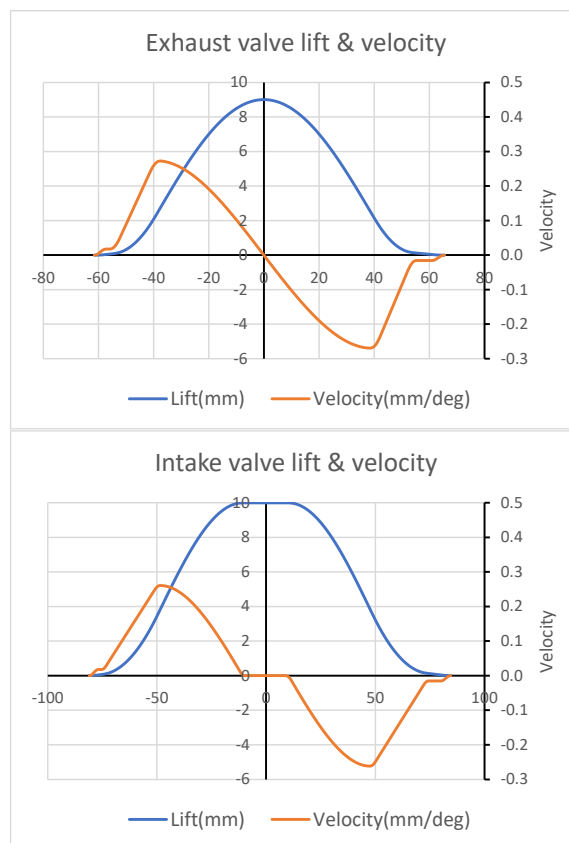 Exhaust valve lift & velocity
10 0.5
8 0.4
6 0.3
4 0.2
2 0.1
0 0.0
-80 -60 -40 -20 0 20 40 60 80
-2 -0.1
-4 -0.2
-6 -0.3
Velocity
Lift(mm) Velocity(mm/deg)
Intake valve lift & velocity
10 0.5
8 0.4
6 0.3
4 0.2
2 0.1
0 0.0
-100 -50 0 50 100
-2 -0.1
-4 -0.2
-6 -0.3
Velocity
Lift(mm) Velocity(mm/deg)